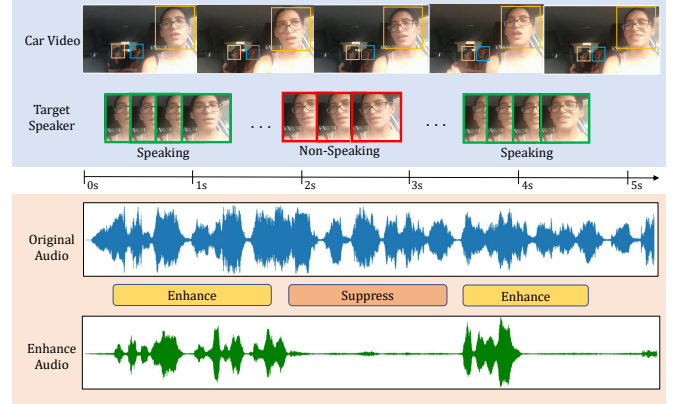 Car Video
Target
Speaker
. . .
. . .
Speaking
Non-Speaking
Speaking
0s
1s
2s
3s
4s
5s
Original
Audio
Enhance
Suppress
Enhance
Enhance
Audio